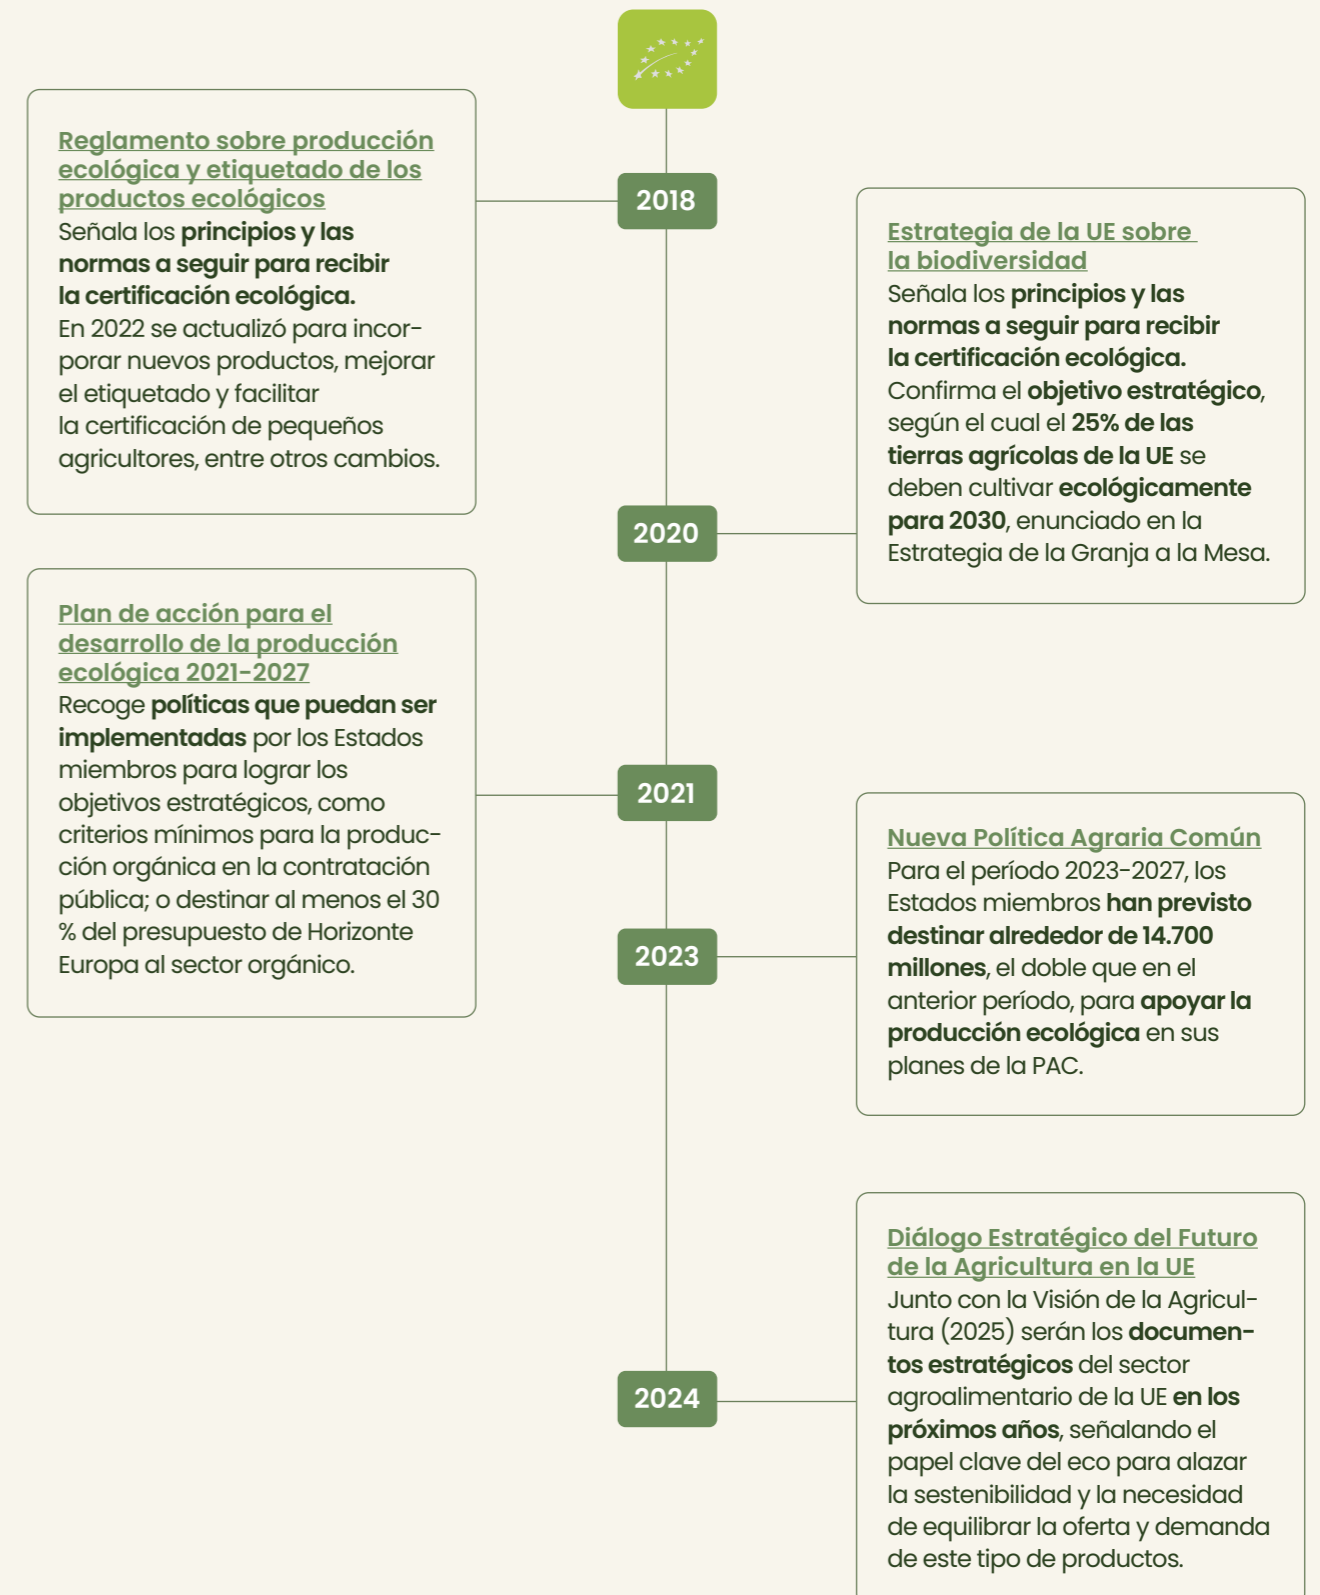 2018
Reglamento sobre producción
ecológica y etiquetado de los
productos ecológicos
Señala los principios y las
normas a seguir para recibir
la certificación ecológica.
En 2022 se actualizó para incor-
porar nuevos productos, mejorar
el etiquetado y facilitar
la certificación de pequeños
agricultores, entre otros cambios.
2020
Estrategia de la UE sobre
la biodiversidad
Señala los principios y las
normas a seguir para recibir
la certificación ecológica.
Confirma el objetivo estratégico,
según el cual el 25% de las
tierras agrícolas de la UE se
deben cultivar ecológicamente
para 2030, enunciado en la
Estrategia de la Granja a la Mesa.
2021
Plan de acción para el
desarrollo de la producción
ecológica 2021-2027
Recoge políticas que puedan ser
implementadas por los Estados
miembros para lograr los
objetivos estratégicos, como
criterios mínimos para la produc-
ción orgánica en la contratación
pública; o destinar al menos el 30
% del presupuesto de Horizonte
Europa al sector orgánico.
2023
Nueva Política Agraria Común
Para el período 2023-2027, los
Estados miembros han previsto
destinar alrededor de 14.700
millones, el doble que en el
anterior período, para apoyar la
producción ecológica en sus
planes de la PAC.
2024
Diálogo Estratégico del Futuro
de la Agricultura en la UE
Junto con la Visión de la Agricul-
tura (2025) serán los documen-
tos estratégicos del sector
agroalimentario de la UE en los
próximos años, señalando el
papel clave del eco para alazar
la sestenibilidad y la necesidad
de equilibrar la oferta y demanda
de este tipo de productos.